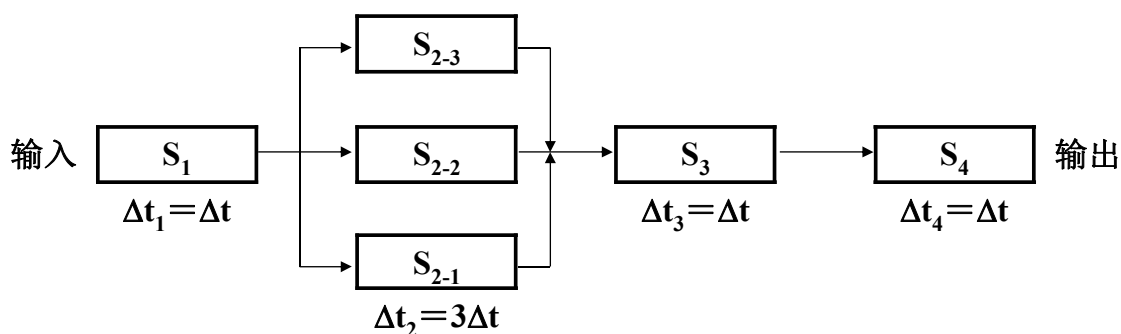 S₂₋₃
输入 S₁ S₂₋₂ S₃ S₄ 输出
Δt₁＝Δt Δt₃＝Δt Δt₄＝Δt
S₂₋₁
Δt₂＝3Δt